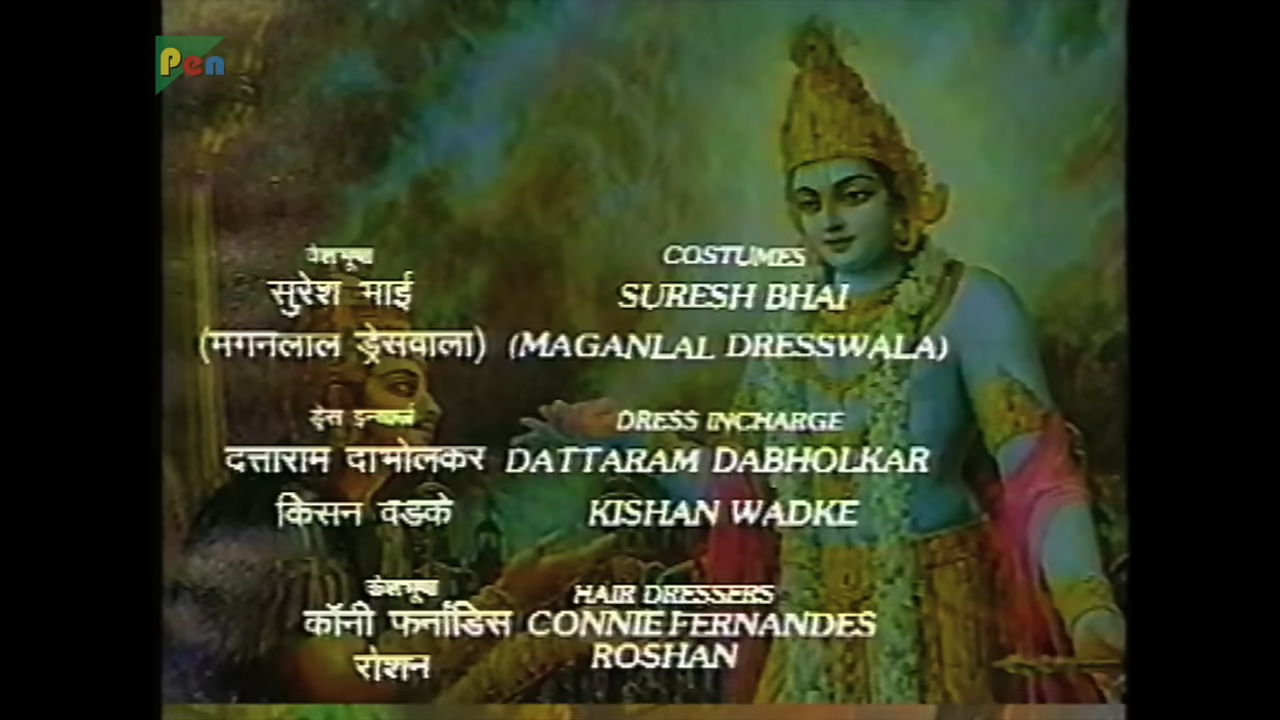 Pen
वेशभूषा
COSTUMES
सुरेश भाई
SURESH BHAI
(मगनलाल ड्रेसवाला)
(MAGANLAL DRESSWALA)
ड्रेस इन्चार्ज
DRESS INCHARGE
दत्ताराम दाभोलकर
DATTARAM DABHOLKAR
किसन वडके
KISHAN WADKE
केशभूषा
HAIR DRESSERS
कॉनी फर्नांडिस
CONNIE FERNANDES
रोशन
ROSHAN